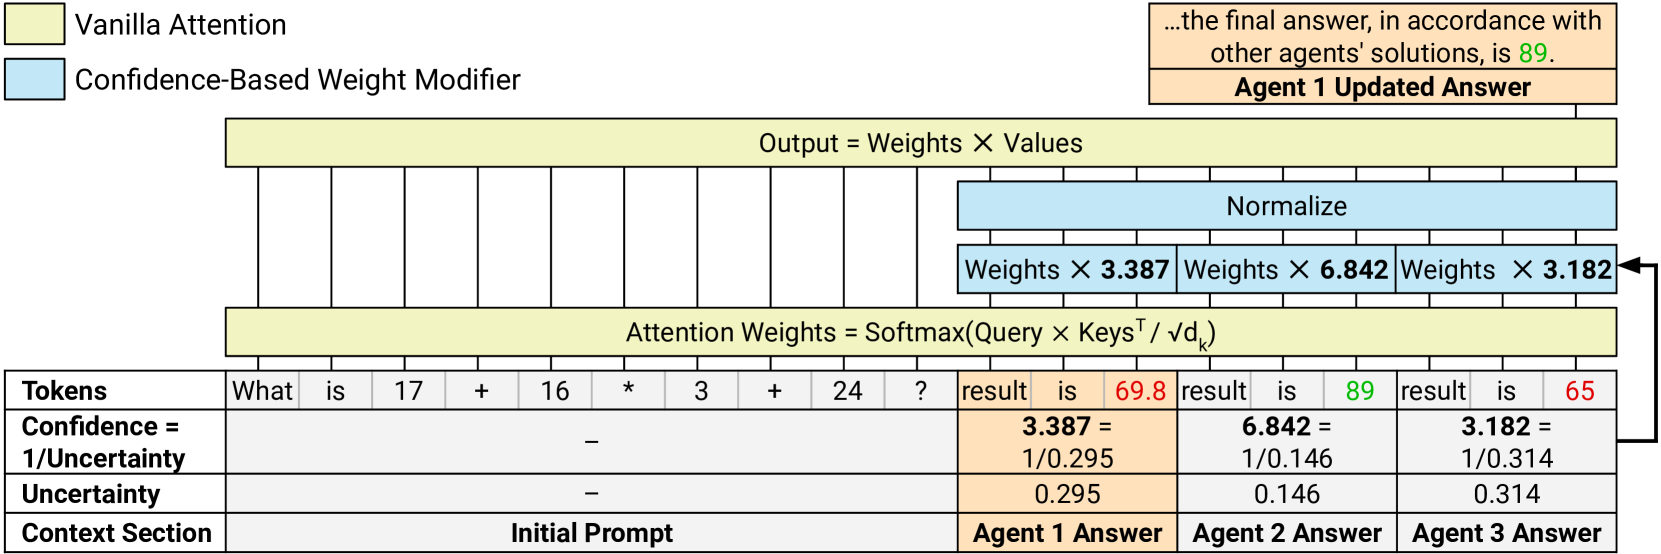 Vanilla Attention
Confidence-Based Weight Modifier
...the final answer, in accordance with
other agents' solutions, is 89.
Agent 1 Updated Answer
Output = Weights × Values
Normalize
Weights × 3.387 Weights × 6.842 Weights × 3.182
Attention Weights = Softmax(Query × Keysᵀ / √dₖ)
Tokens What is 17 + 16 * 3 + 24 ? result is 69.8 result is 89 result is 65
Confidence = 3.387 = 6.842 = 3.182 =
1/Uncertainty – 1/0.295 1/0.146 1/0.314
Uncertainty – 0.295 0.146 0.314
Context Section Initial Prompt Agent 1 Answer Agent 2 Answer Agent 3 Answer